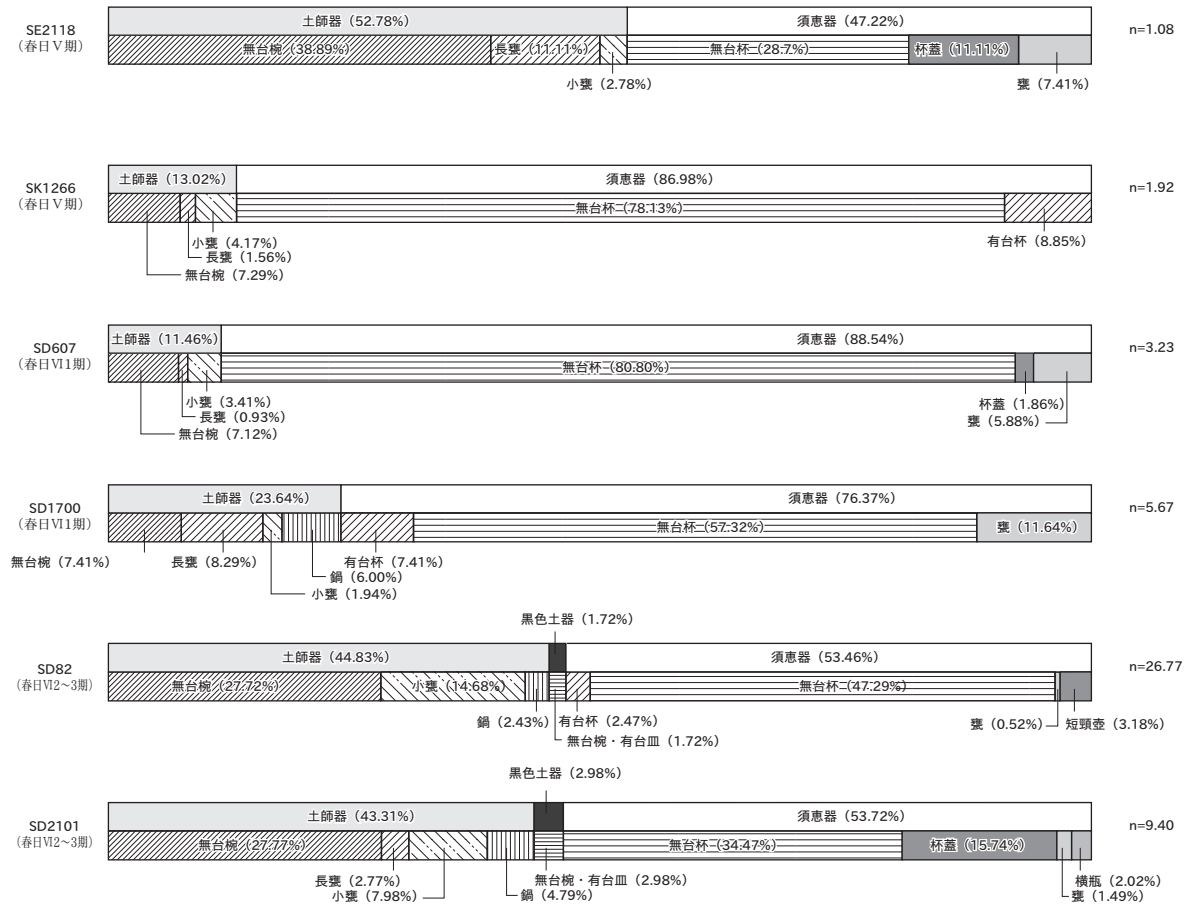 土師器（52.78%）
須恵器（47.22%）
SE2118
（春日Ⅴ期）
n=1.08
無台椀（38.89%）
長甕（11.11%）
無台杯（28.7%）
杯蓋（11.11%）
小甕（2.78%）
甕（7.41%）
土師器（13.02%）
須恵器（86.98%）
SK1266
（春日Ⅴ期）
n=1.92
無台杯（78.13%）
小甕（4.17%）
有台杯（8.85%）
長甕（1.56%）
無台椀（7.29%）
土師器（11.46%）
須恵器（88.54%）
SD607
（春日Ⅵ1期）
n=3.23
無台杯（80.80%）
小甕（3.41%）
杯蓋（1.86%）
長甕（0.93%）
甕（5.88%）
無台椀（7.12%）
土師器（23.64%）
須恵器（76.37%）
SD1700
（春日Ⅵ1期）
n=5.67
無台杯（57.32%）
甕（11.64%）
無台椀（7.41%）
長甕（8.29%）
有台杯（7.41%）
鍋（6.00%）
小甕（1.94%）
黒色土器（1.72%）
土師器（44.83%）
須恵器（53.46%）
SD82
（春日Ⅵ2～3期）
n=26.77
無台椀（27.72%）
小甕（14.68%）
無台杯（47.29%）
鍋（2.43%）
有台杯（2.47%）
甕（0.52%）
短頸壺（3.18%）
無台椀・有台皿（1.72%）
黒色土器（2.98%）
土師器（43.31%）
須恵器（53.72%）
SD2101
（春日Ⅵ2～3期）
n=9.40
無台椀（27.77%）
無台杯（34.47%）
杯蓋（15.74%）
長甕（2.77%）
無台椀・有台皿（2.98%）
横瓶（2.02%）
小甕（7.98%）
鍋（4.79%）
甕（1.49%）